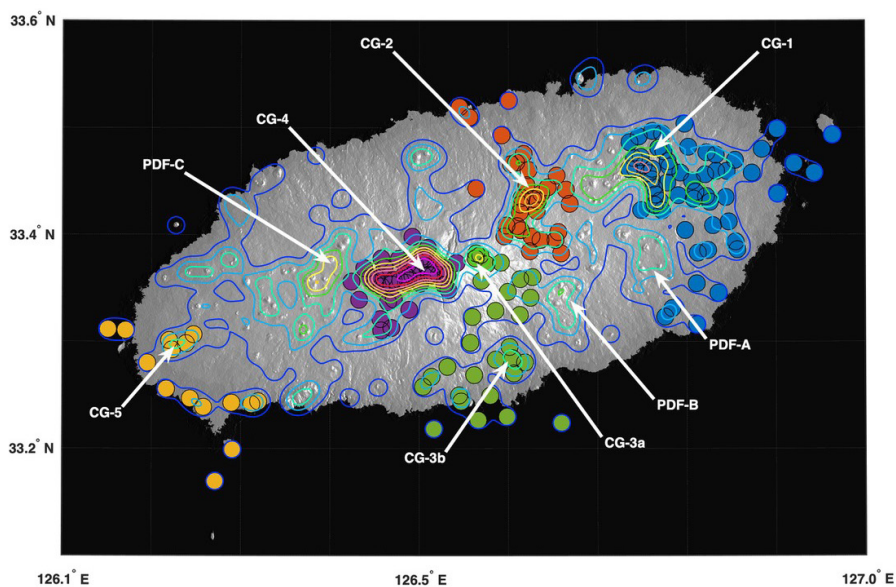 33.6° N
CG-2
CG-1
CG-4
PDF-C
33.4° N
PDF-A
CG-5
PDF-B
CG-3a
CG-3b
33.2° N
126.1° E
126.5° E
127.0° E